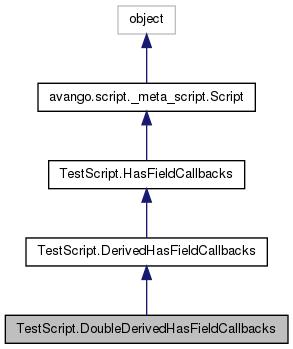 object
avango.script._meta_script.Script
TestScript.HasFieldCallbacks
TestScript.DerivedHasFieldCallbacks
TestScript.DoubleDerivedHasFieldCallbacks